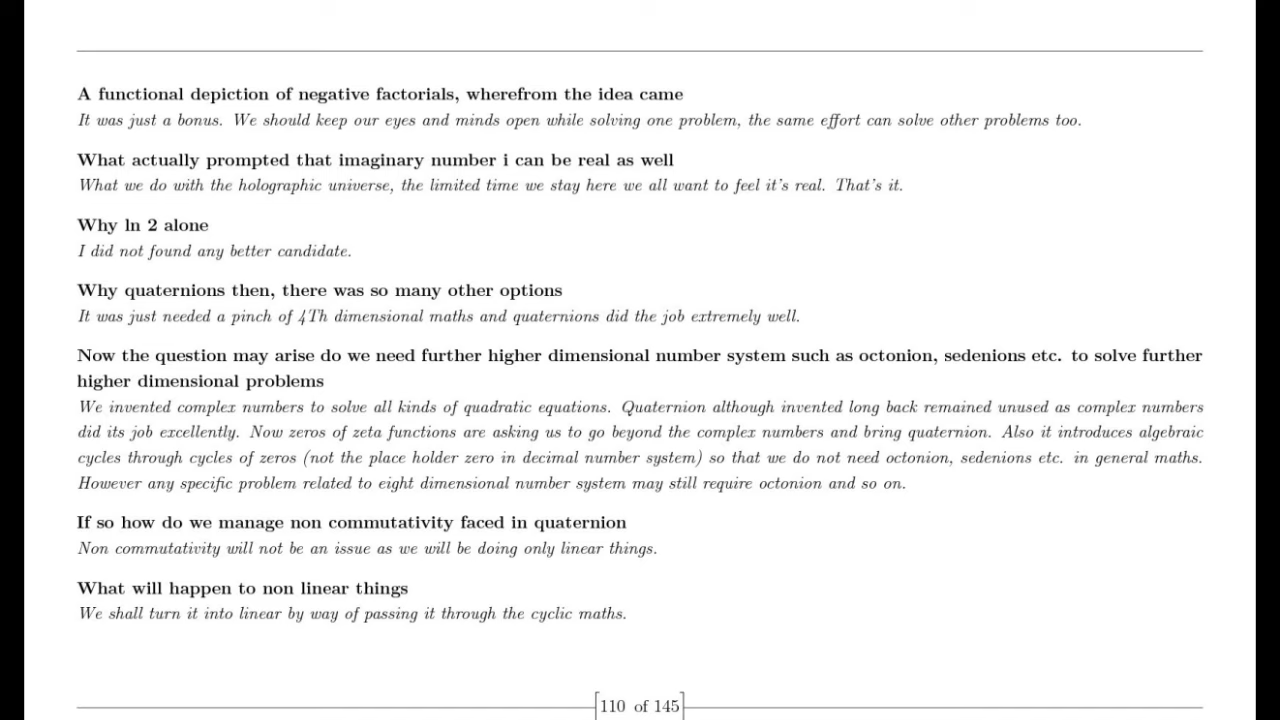 A functional depiction of negative factorials, wherefrom the idea came
It was just a bonus. We should keep our eyes and minds open while solving one problem, the same effort can solve other problems too.
What actually prompted that imaginary number i can be real as well
What we do with the holographic universe, the limited time we stay here we all want to feel it's real. That's it.
Why ln 2 alone
I did not found any better candidate.
Why quaternions then, there was so many other options
It was just needed a pinch of 4Th dimensional maths and quaternions did the job extremely well.
Now the question may arise do we need further higher dimensional number system such as octonion, sedenions etc. to solve further
higher dimensional problems
We invented complex numbers to solve all kinds of quadratic equations. Quaternion although invented long back remained unused as complex numbers
did its job excellently. Now zeros of zeta functions are asking us to go beyond the complex numbers and bring quaternion. Also it introduces algebraic
cycles through cycles of zeros (not the place holder zero in decimal number system) so that we do not need octonion, sedenions etc. in general maths.
However any specific problem related to eight dimensional number system may still require octonion and so on.
If so how do we manage non commutativity faced in quaternion
Non commutativity will not be an issue as we will be doing only linear things.
What will happen to non linear things
We shall turn it into linear by way of passing it through the cyclic maths.
110 of 145